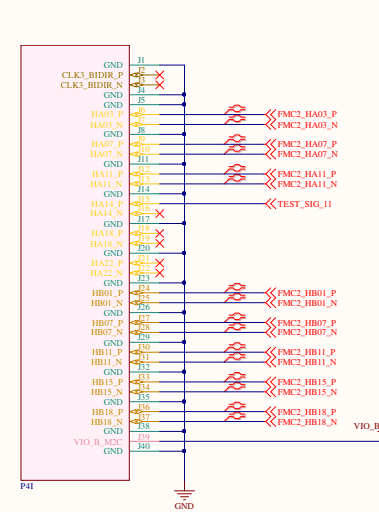 GND J1
CLK3_BIDIR_P J2
CLK3_BIDIR_N J3
GND J4
GND J5
HA03_P J6 FMC2_HA03_P
HA03_N J7 FMC2_HA03_N
GND J8
HA07_P J9 FMC2_HA07_P
HA07_N J10 FMC2_HA07_N
GND J11
HA11_P J12 FMC2_HA11_P
HA11_N J13 FMC2_HA11_N
GND J14
HA14_P J15 TEST_SIG_11
HA14_N J16
GND J17
HA18_P J18
HA18_N J19
GND J20
HA22_P J21
HA22_N
GND J23
HB01_P J24 FMC2_HB01_P
HB01_N J25 FMC2_HB01_N
GND J26
HB07_P J27 FMC2_HB07_P
HB07_N J28 FMC2_HB07_N
GND J29
HB11_P J30 FMC2_HB11_P
HB11_N J31 FMC2_HB11_N
GND J32
HB15_P J33 FMC2_HB15_P
HB15_N J34 FMC2_HB15_N
GND J35
HB18_P J36 FMC2_HB18_P
HB18_N J37 FMC2_HB18_N
GND J38 VIO_B
VIO_B_M2C J39
GND J40
P4I
GND